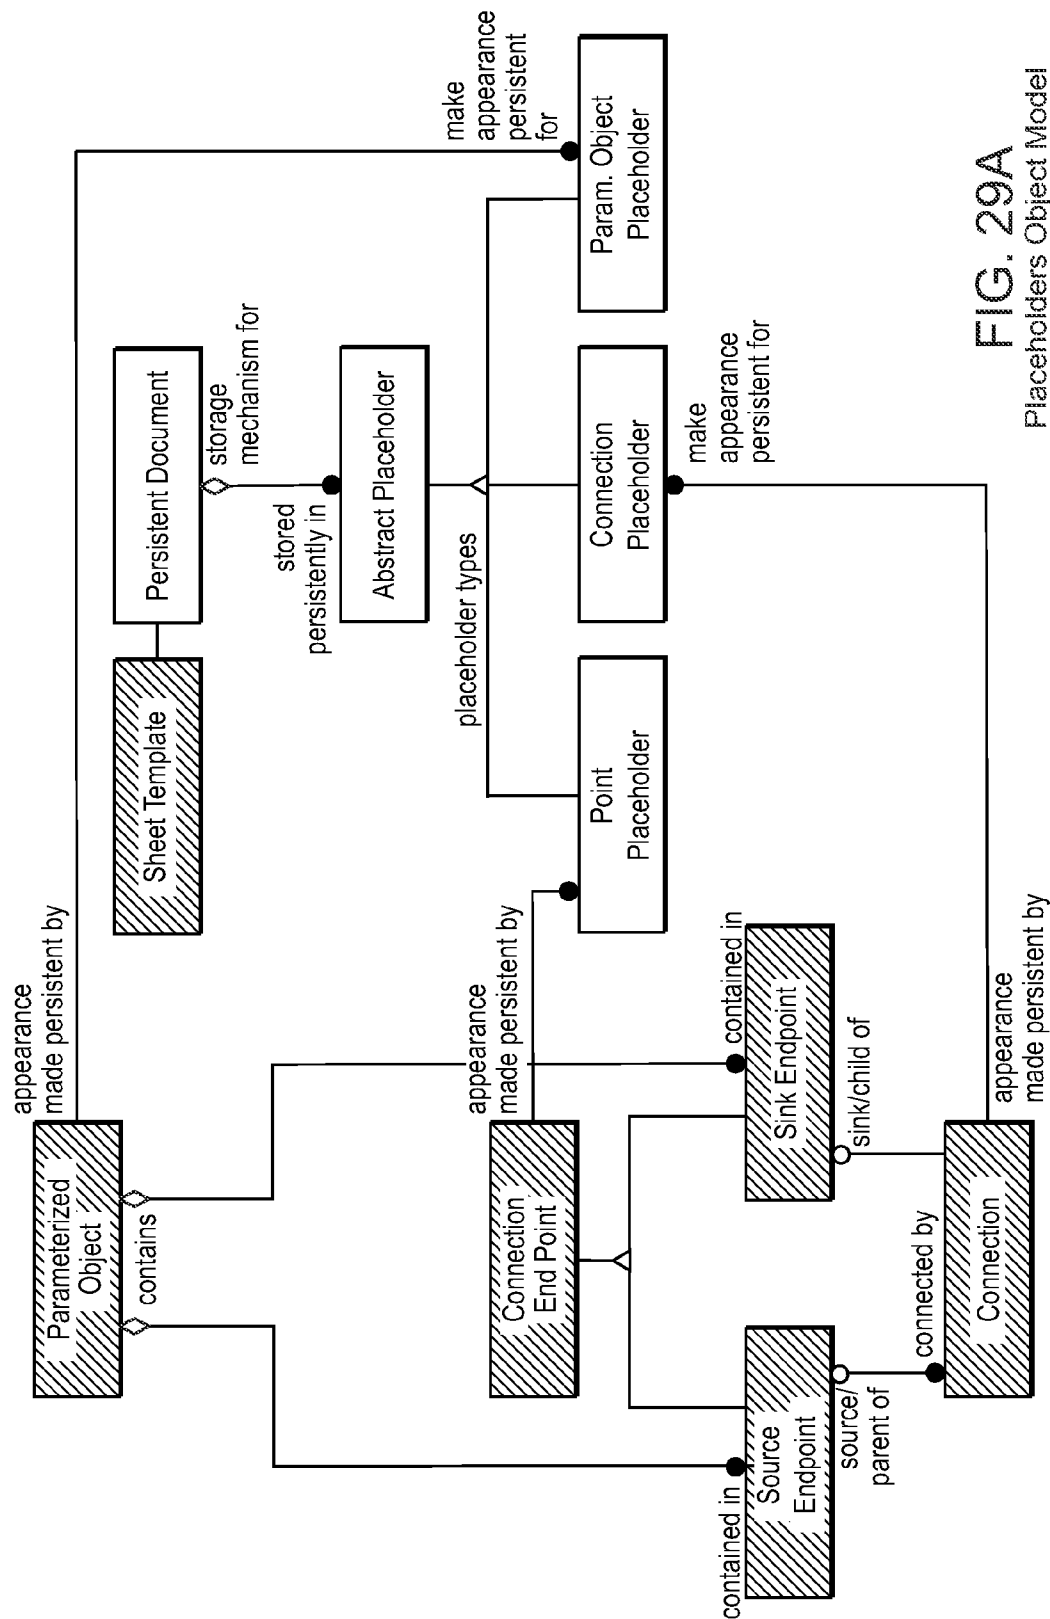 appearance
made persistent by
Parameterized
Object
contains
Sheet Template
Persistent Document
storage
mechanism for
make
appearance
persistent
for
stored
persistently in
Abstract Placeholder
placeholder types
appearance
made persistent by
Connection
End Point
Point
Placeholder
Connection
Placeholder
Param. Object
Placeholder
contained in
Source
Endpoint
contained in
Sink Endpoint
make
appearance
persistent for
source/
parent of
connected by
sink/child of
Connection
appearance
made persistent by
FIG. 29A
Placeholders Object Model